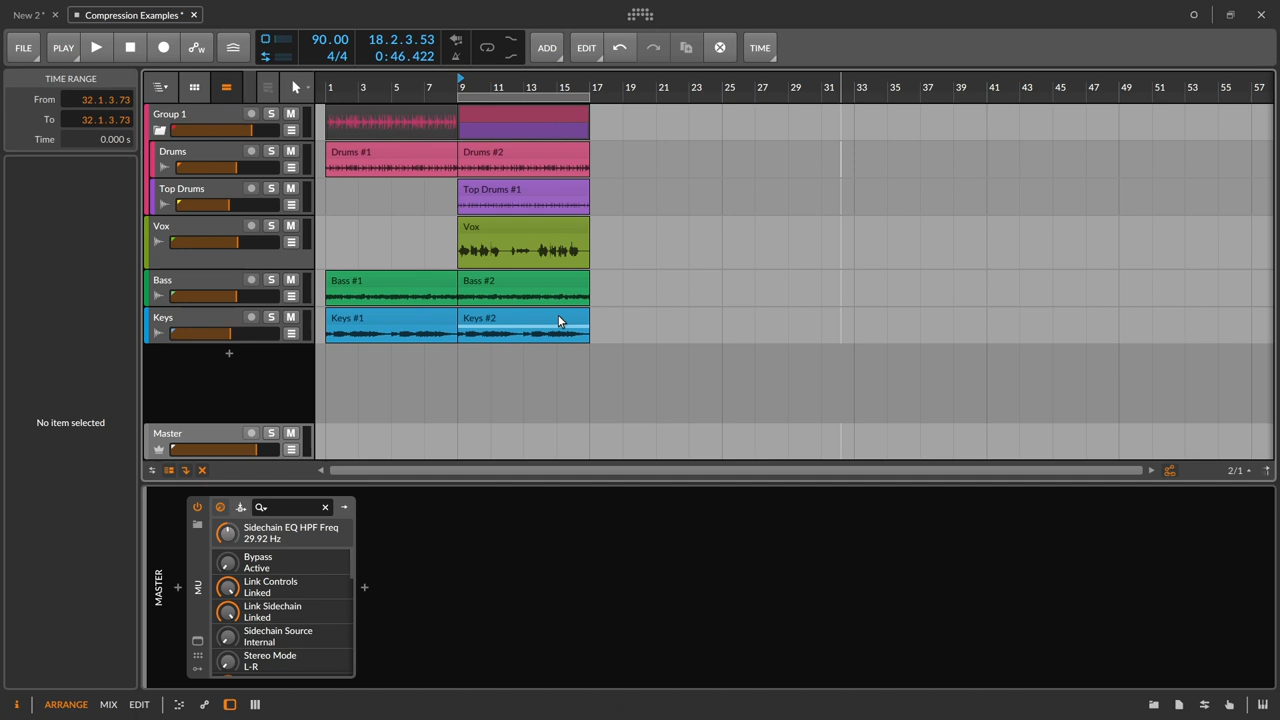 New 2*
Compression Examples *
FILE
PLAY
90.00
4/4
18.2.3.53
0:46.422
ADD
EDIT
TIME
TIME RANGE
From
32.1.3.73
To
32.1.3.73
Time
0.000 s
No item selected
1
3
5
7
9
11
13
15
17
19
21
23
25
27
29
31
33
35
37
39
41
43
45
47
49
51
53
55
57
Group 1
S
M
Drums
S
M
Drums #1
Drums #2
Top Drums
S
M
Top Drums #1
Vox
S
M
Vox
Bass
S
M
Bass #1
Bass #2
Keys
S
M
Keys #1
Keys #2
Master
S
M
2/1
MASTER
MU
Sidechain EQ HPF Freq
29.92 Hz
Bypass
Active
Link Controls
Linked
Link Sidechain
Linked
Sidechain Source
Internal
Stereo Mode
L-R
i
ARRANGE
MIX
EDIT